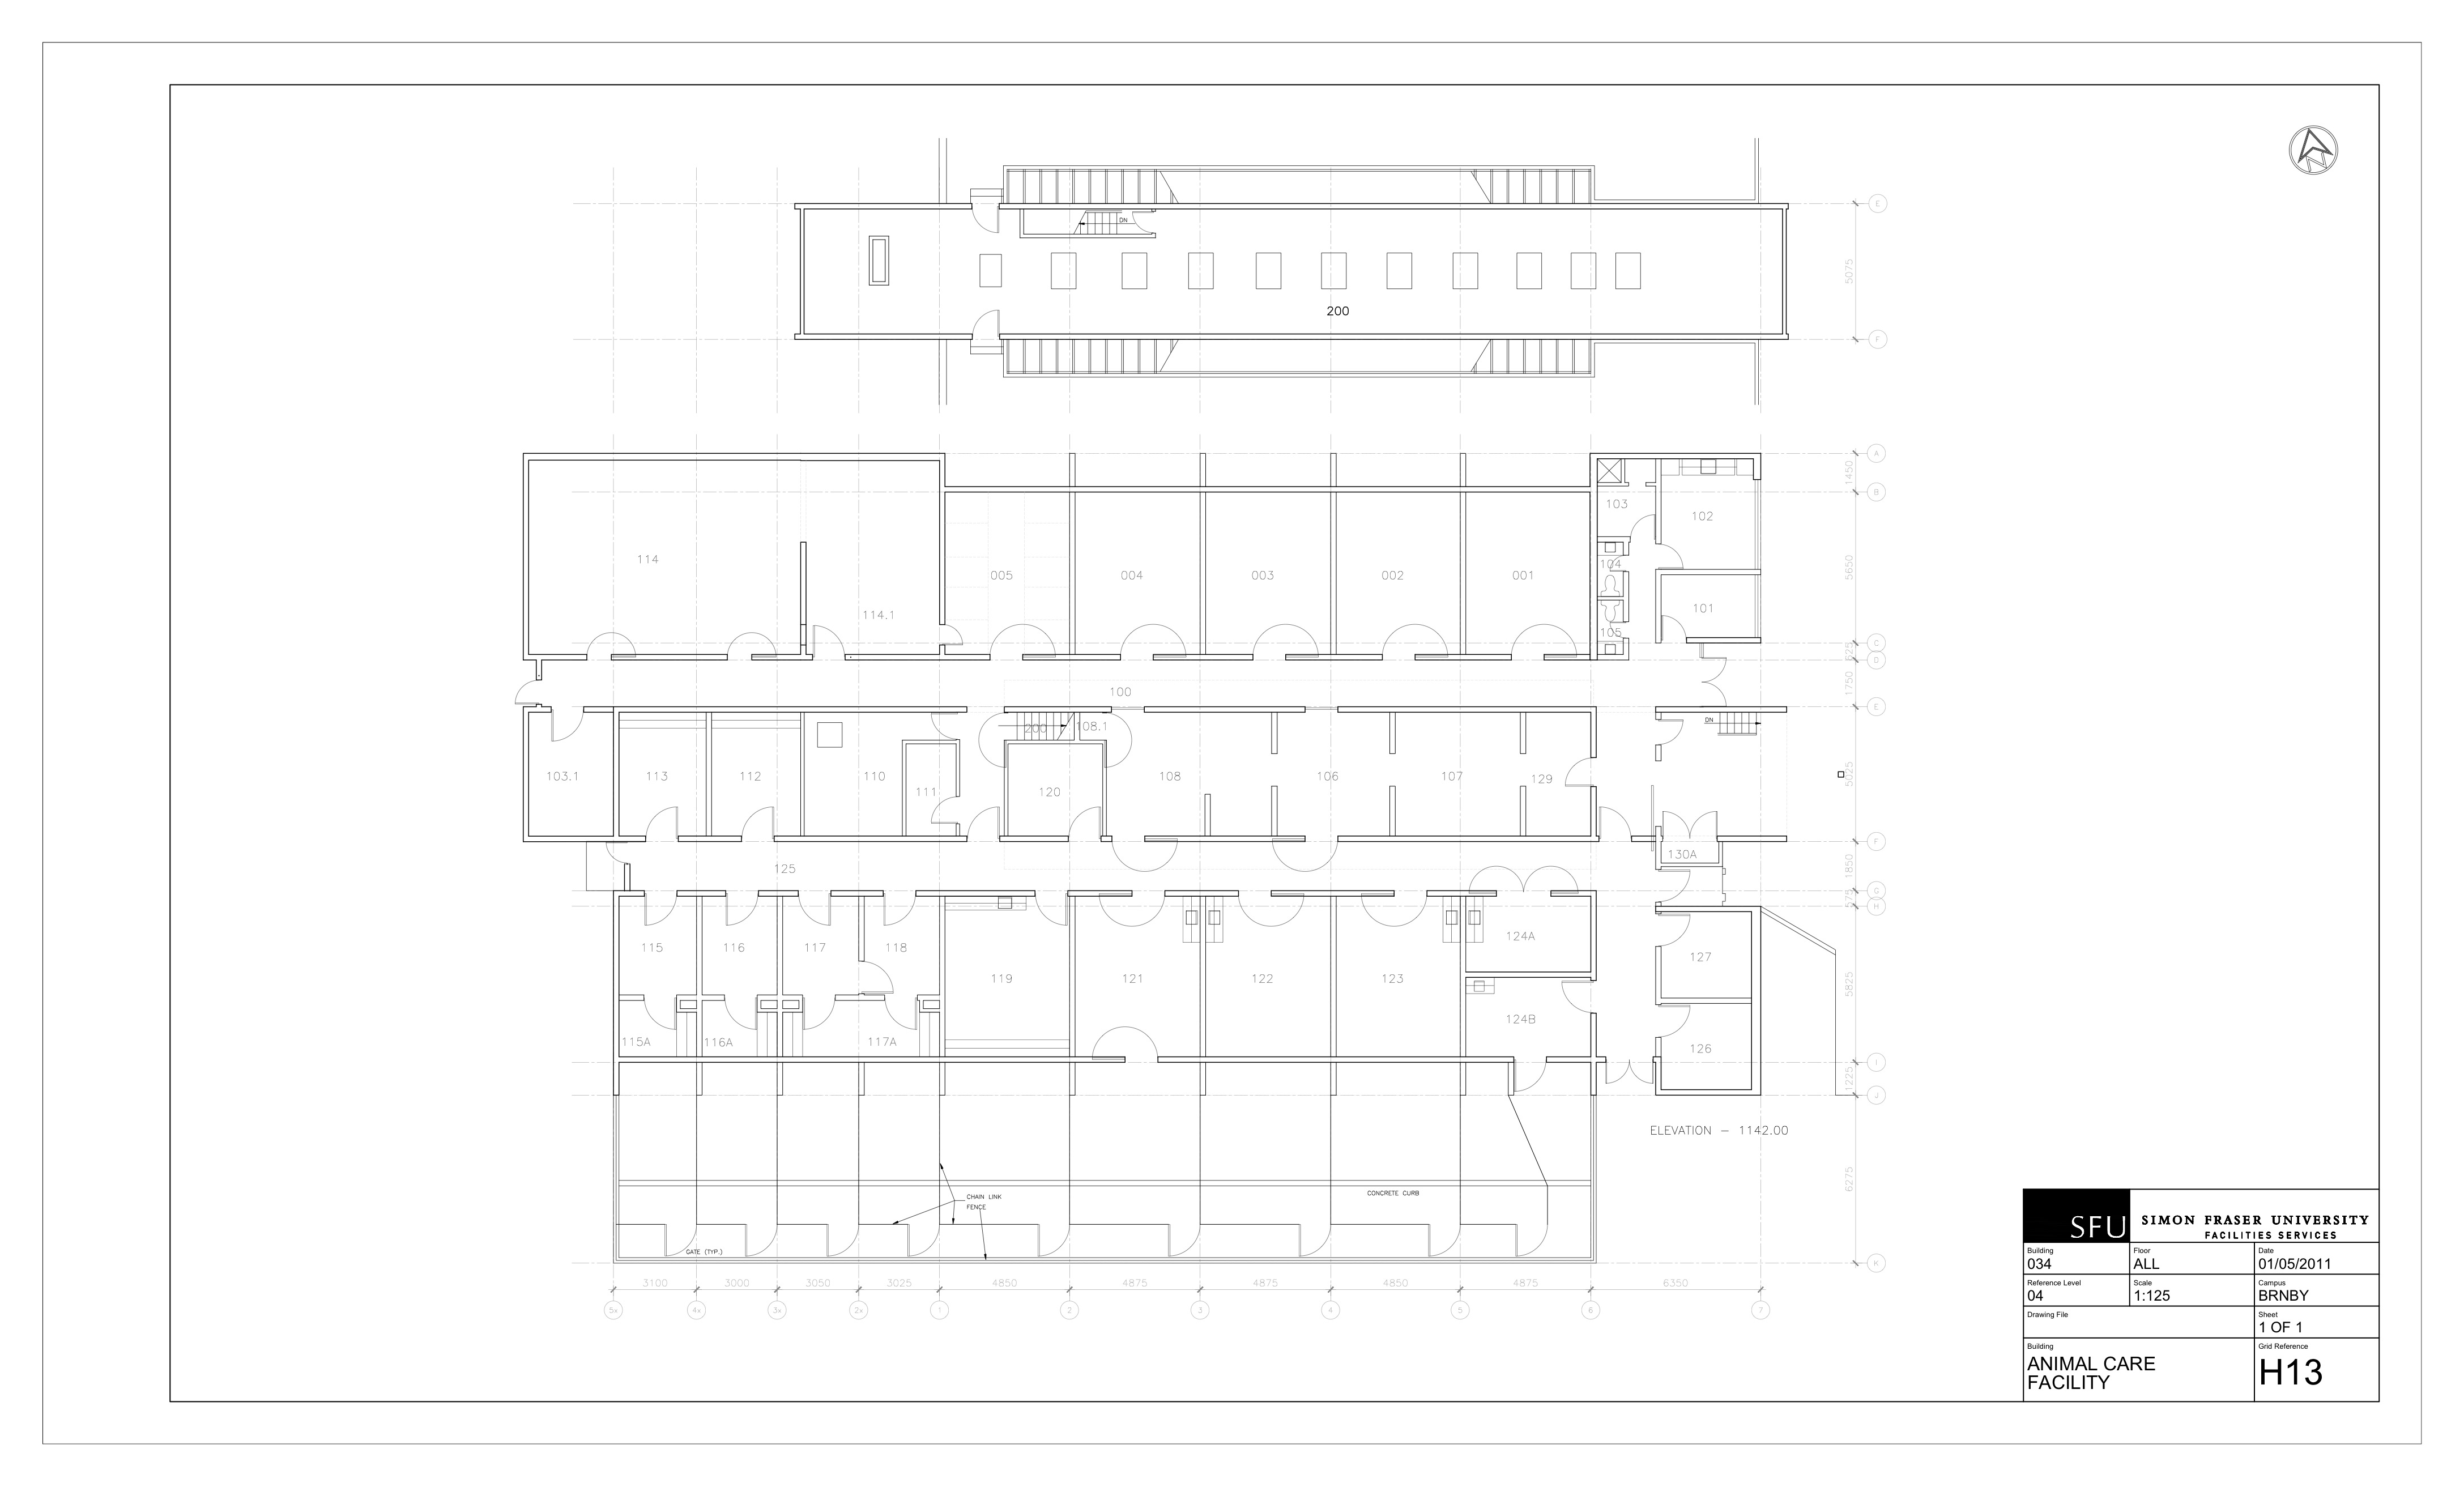 E
DN
5075
200
F
A
1450
B
103
102
114
005
004
003
002
001
104
5650
101
114.1
105
C
625
D
100
1750
E
DN
200
108.1
103.1
113
112
110
108
106
107
129
111
120
5025
F
130A
125
1850
G
575
H
124A
115
116
117
118
127
119
121
122
123
5825
124B
115A
116A
117A
126
I
1225
J
ELEVATION – 1142.00
CHAIN LINK
FENCE
CONCRETE CURB
6275
GATE (TYP.)
K
3100
3000
3050
3025
4850
4875
4875
4850
4875
6350
5x
4x
3x
2x
1
2
3
4
5
6
7
SFU
SIMON FRASER UNIVERSITY
FACILITIES SERVICES
Building
034
Floor
ALL
Date
01/05/2011
Reference Level
04
Scale
1:125
Campus
BRNBY
Drawing File
Sheet
1 OF 1
Building
ANIMAL CARE
FACILITY
Grid Reference
H13